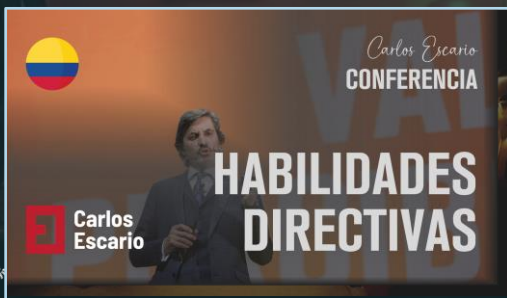 Carlos Escario
CONFERENCIA
HABILIDADES
DIRECTIVAS
Carlos
Escario